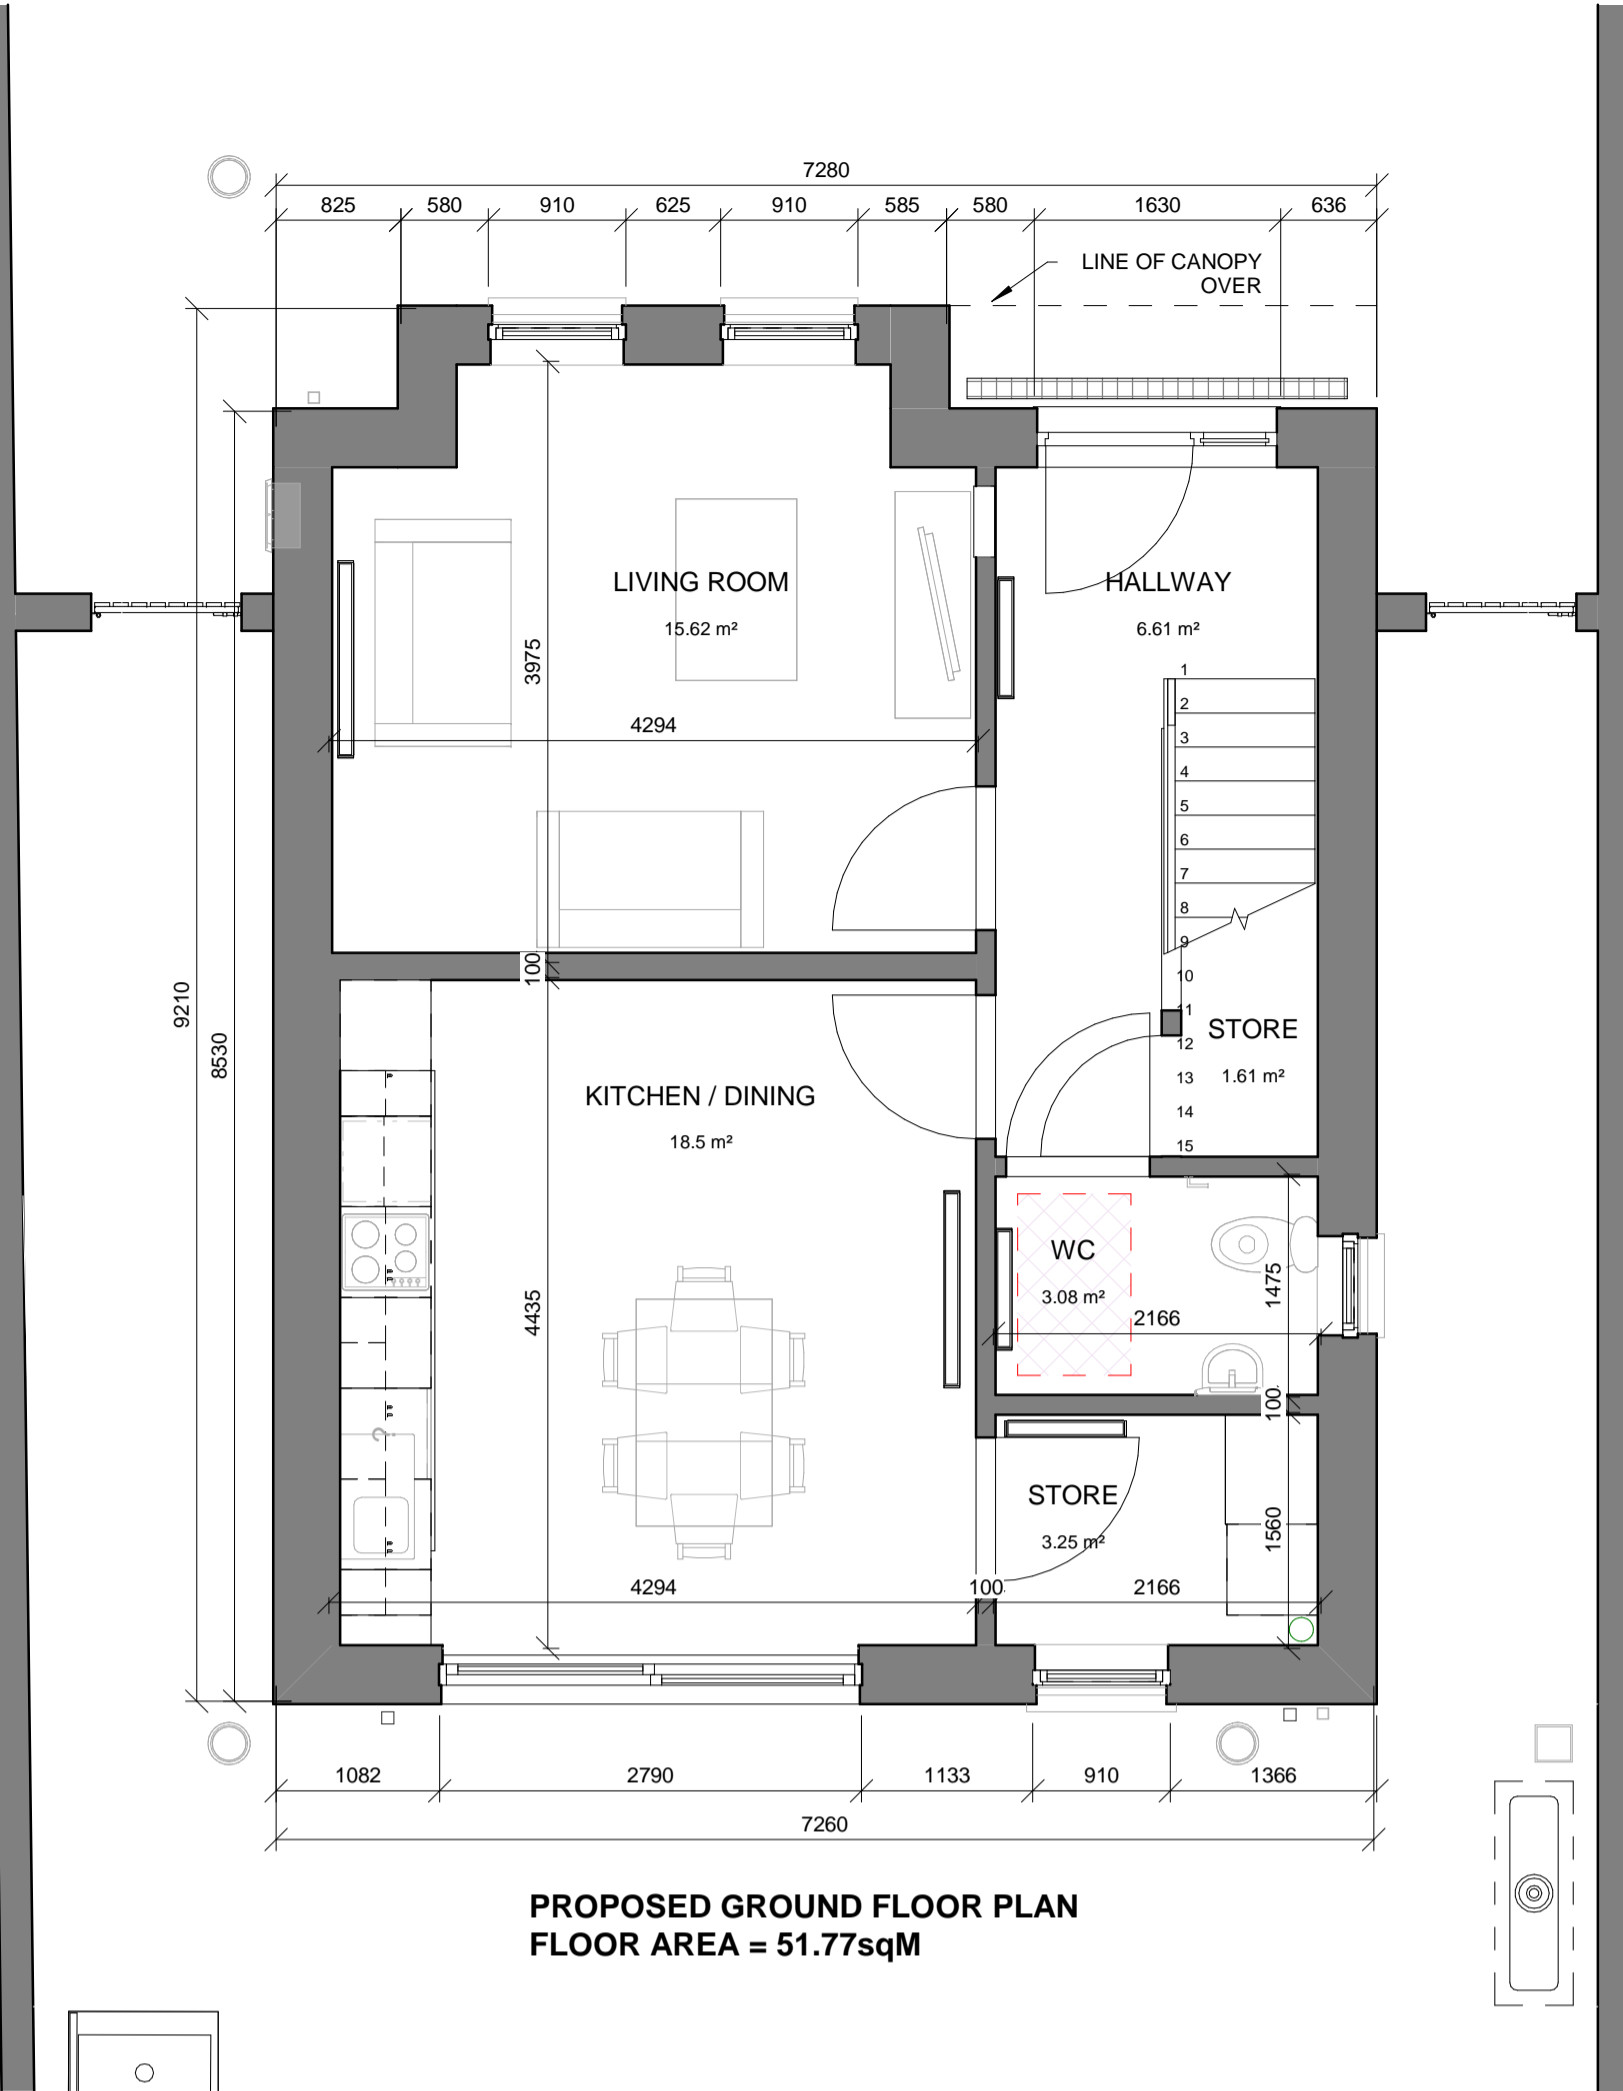 7280
825 580 910 625 910 585 580 1630 636
LINE OF CANOPY
OVER
LIVING ROOM
15.62 m²
HALLWAY
6.61 m²
3975
4294
1
2
3
4
5
6
7
8
9
10
11
12
13
14
15
100
9210
8530
STORE
1.61 m²
KITCHEN / DINING
18.5 m²
4435
WC
3.08 m²
1475
2166
100
STORE
3.25 m²
1560
4294 100 2166
1082 2790 1133 910 1366
7260
PROPOSED GROUND FLOOR PLAN
FLOOR AREA = 51.77sqM